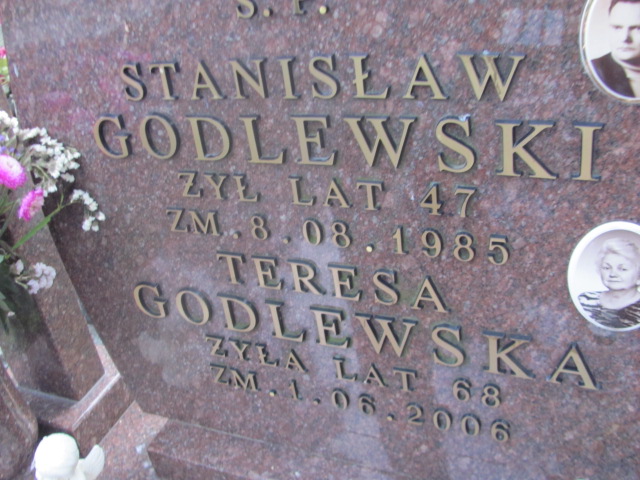 Ś. P.
STANISŁAW
GODLEWSKI
ŻYŁ LAT 47
ZM. 8.08.1985
TERESA
GODLEWSKA
ŻYŁA LAT 68
ZM. 1.06.2006